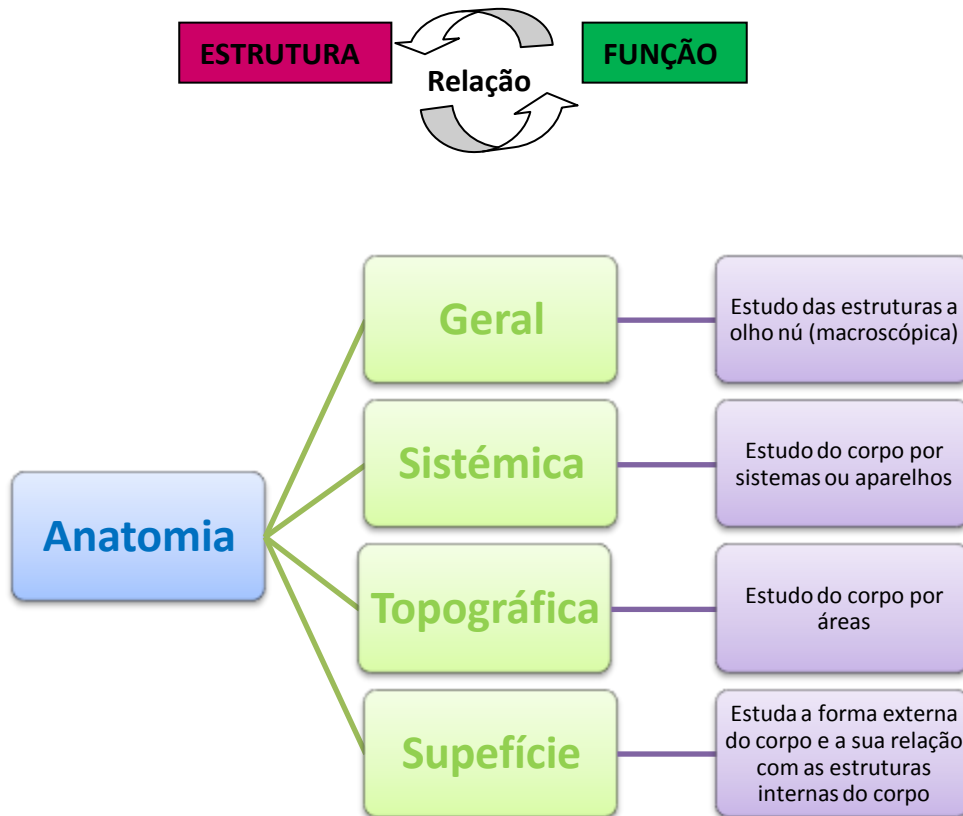 ESTRUTURA
Relação
FUNÇÃO
Anatomia
Geral
Estudo das estruturas a
olho nú (macroscópica)
Sistémica
Estudo do corpo por
sistemas ou aparelhos
Topográfica
Estudo do corpo por
áreas
Supefície
Estuda a forma externa
do corpo e a sua relação
com as estruturas
internas do corpo